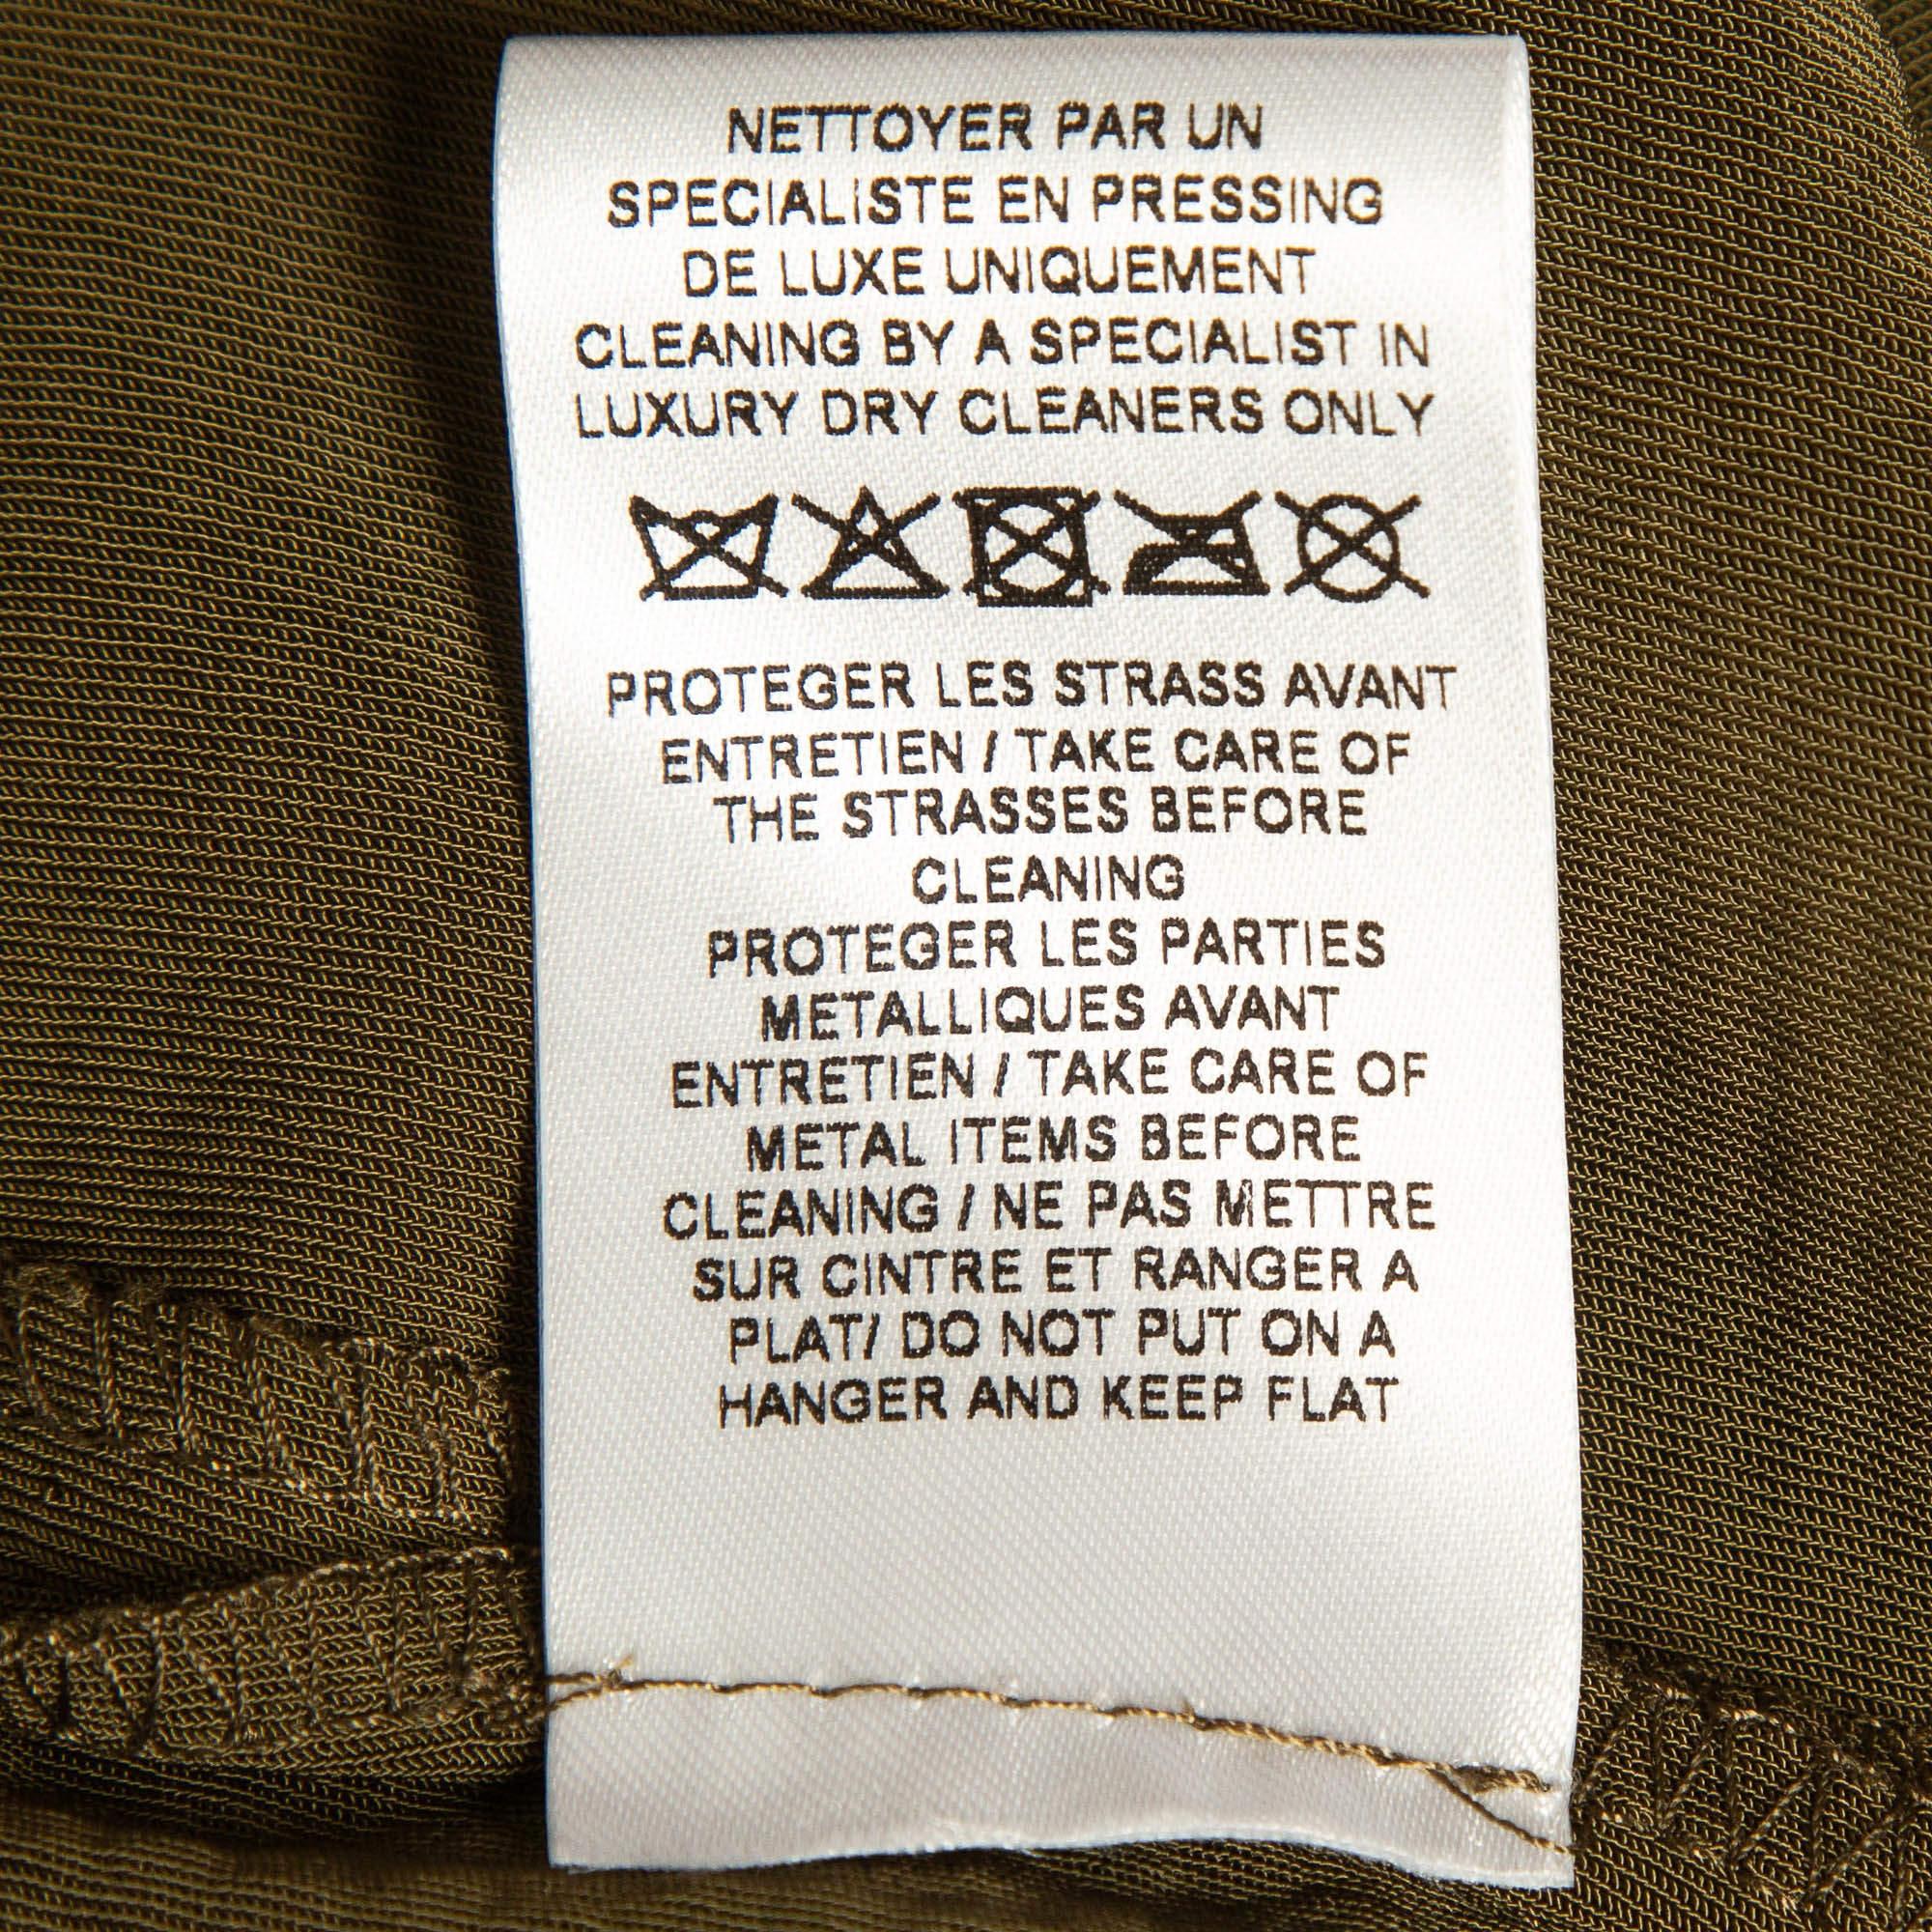 NETTOYER PAR UN
SPECIALISTE EN PRESSING
DE LUXE UNIQUEMENT
CLEANING BY A SPECIALIST IN
LUXURY DRY CLEANERS ONLY
PROTEGER LES STRASS AVANT
ENTRETIEN / TAKE CARE OF
THE STRASSES BEFORE
CLEANING
PROTEGER LES PARTIES
METALLIQUES AVANT
ENTRETIEN / TAKE CARE OF
METAL ITEMS BEFORE
CLEANING / NE PAS METTRE
SUR CINTRE ET RANGER A
PLAT/ DO NOT PUT ON A
HANGER AND KEEP FLAT